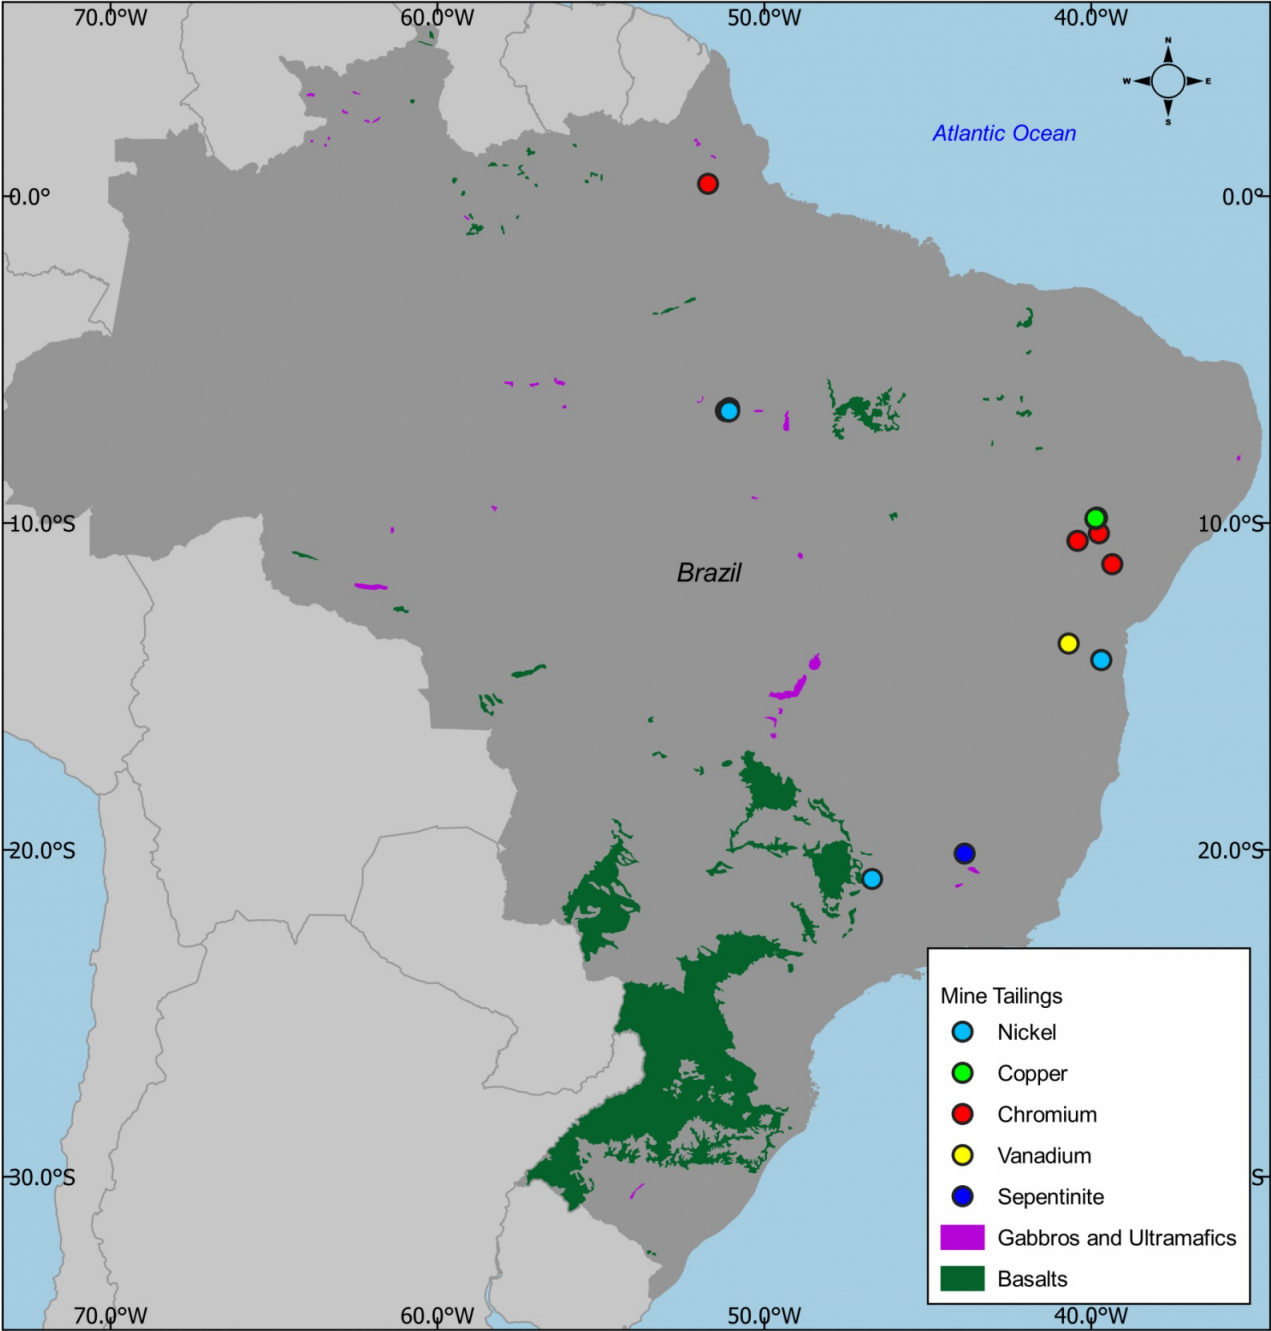 70.0°W 60.0°W 50.0°W 40.0°W
N
W E
S
Atlantic Ocean
0.0° 0.0°
10.0°S 10.0°S
Brazil
20.0°S 20.0°S
Mine Tailings
Nickel
Copper
Chromium
Vanadium
30.0°S S
Sepentinite
Gabbros and Ultramafics
Basalts
70.0°W 60.0°W 50.0°W 40.0°W